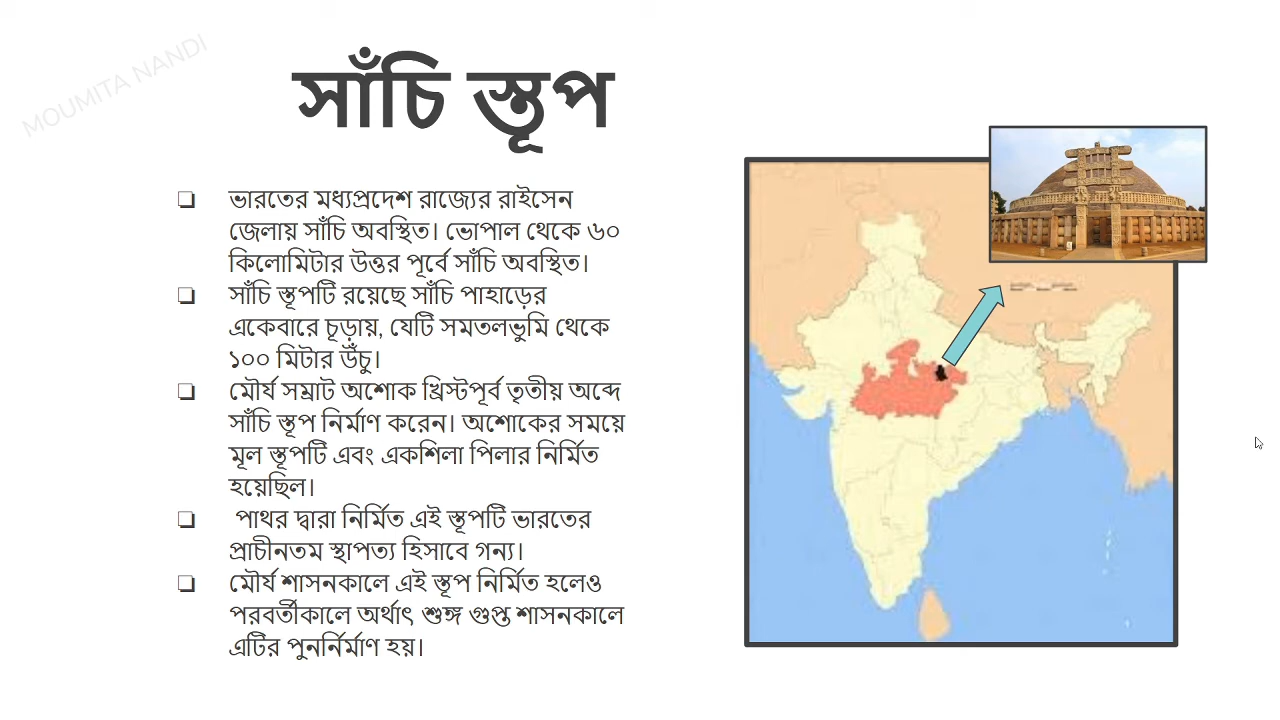 MOUMITA NANDI
সাঁচি স্তূপ
❏ ভারতের মধ্যপ্রদেশ রাজ্যের রাইসেন
জেলায় সাঁচি অবস্থিত। ভোপাল থেকে ৬০
কিলোমিটার উত্তর পূর্বে সাঁচি অবস্থিত।
❏ সাঁচি স্তূপটি রয়েছে সাঁচি পাহাড়ের
একেবারে চূড়ায়, যেটি সমতলভুমি থেকে
১০০ মিটার উঁচু।
❏ মৌর্য সম্রাট অশোক খ্রিস্টপূর্ব তৃতীয় অব্দে
সাঁচি স্তূপ নির্মাণ করেন। অশোকের সময়ে
মূল স্তূপটি এবং একশিলা পিলার নির্মিত
হয়েছিল।
❏ পাথর দ্বারা নির্মিত এই স্তূপটি ভারতের
প্রাচীনতম স্থাপত্য হিসাবে গন্য।
❏ মৌর্য শাসনকালে এই স্তূপ নির্মিত হলেও
পরবর্তীকালে অর্থাৎ শুঙ্গ গুপ্ত শাসনকালে
এটির পুনর্নির্মাণ হয়।